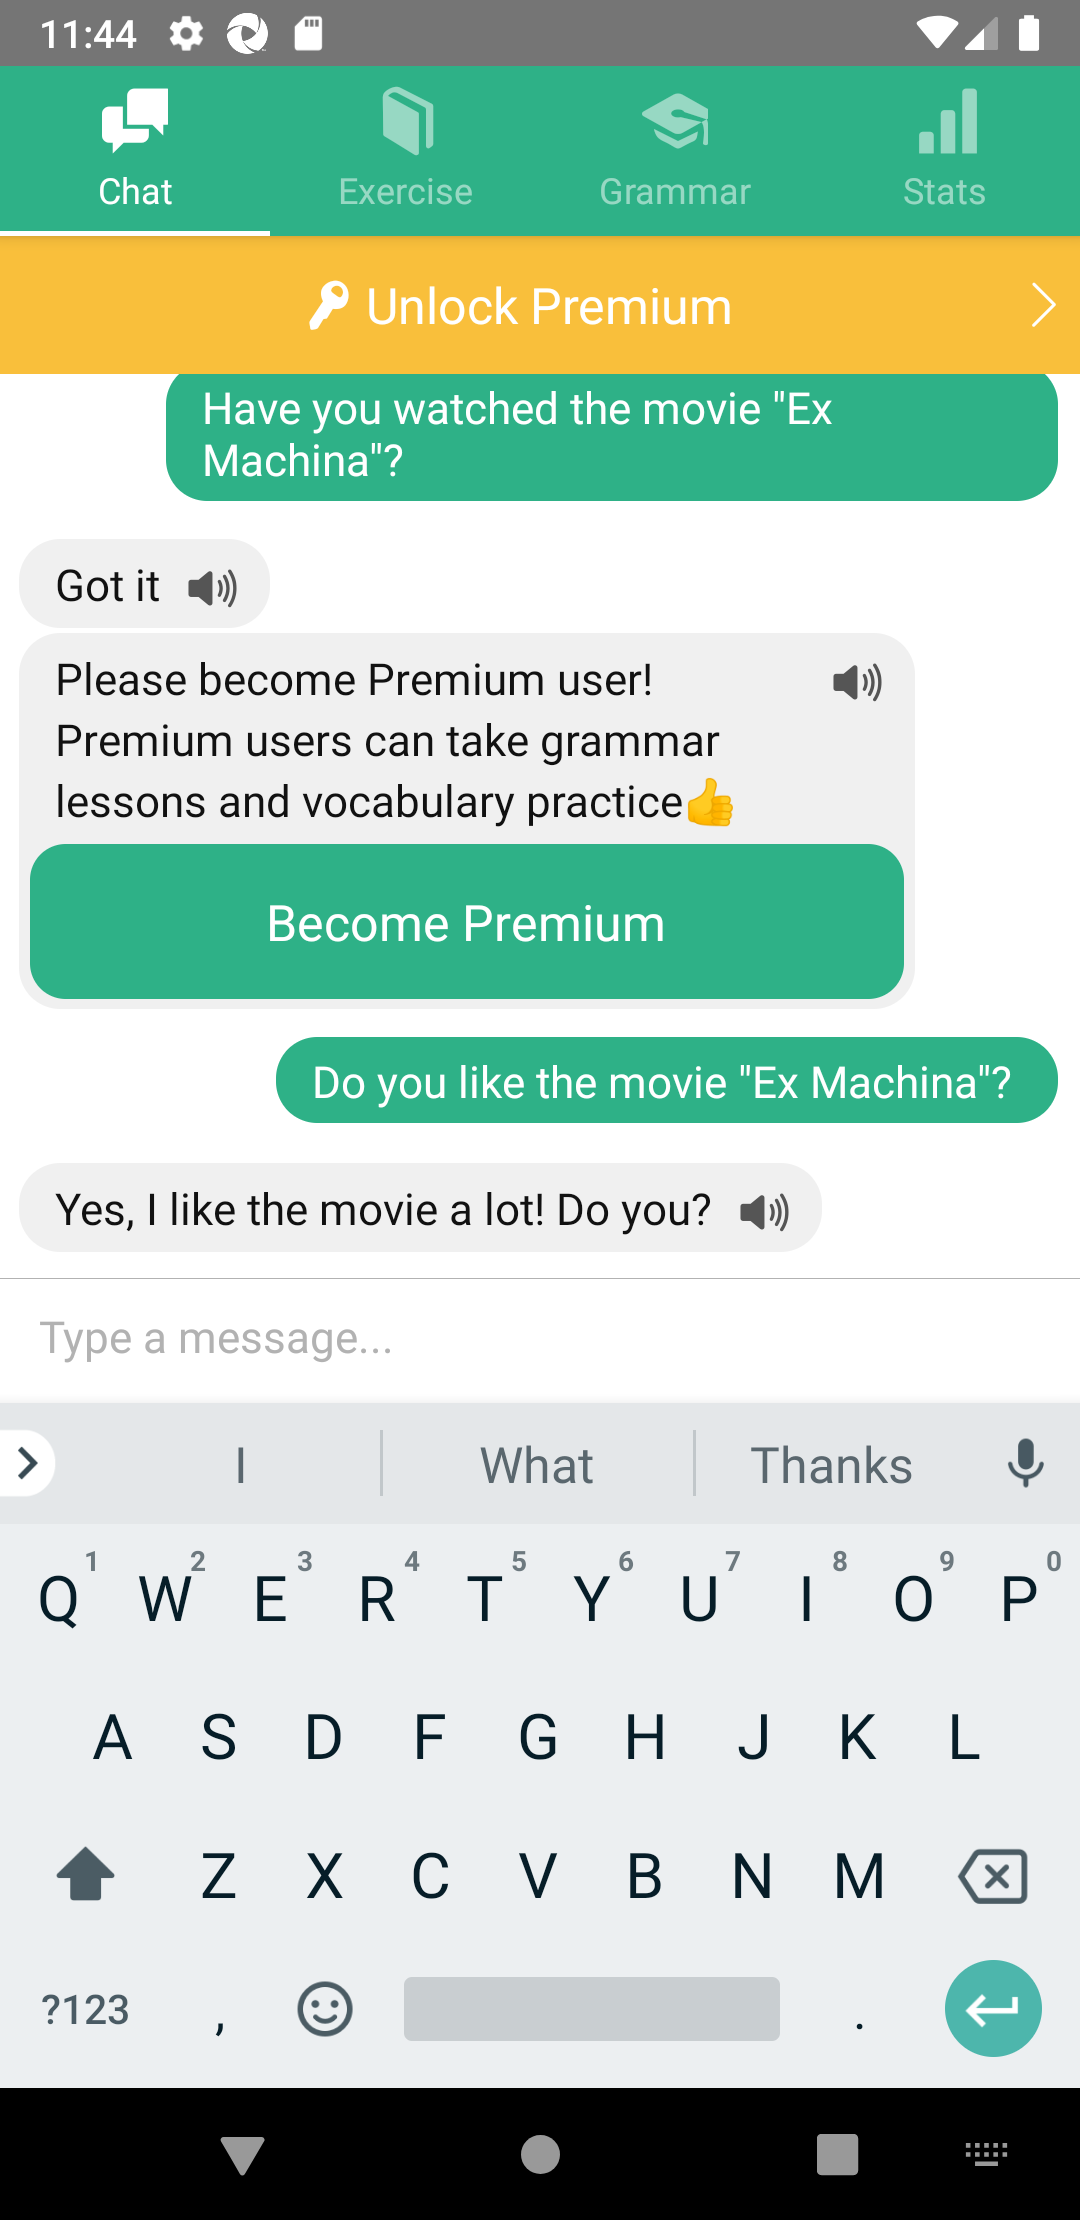 11:44
Chat
Exercise
Grammar
Stats
Unlock Premium
Have you watched the movie "Ex
Machina"?
Got it
Please become Premium user!
Premium users can take grammar
lessons and vocabulary practice👍
Become Premium
Do you like the movie "Ex Machina"?
Yes, I like the movie a lot! Do you?
Type a message...
I
What
Thanks
Q 1 W 2 E 3 R 4 T 5 Y 6 U 7 I 8 O 9 P 0
A S D F G H J K L
Z X C V B N M
?123 , .